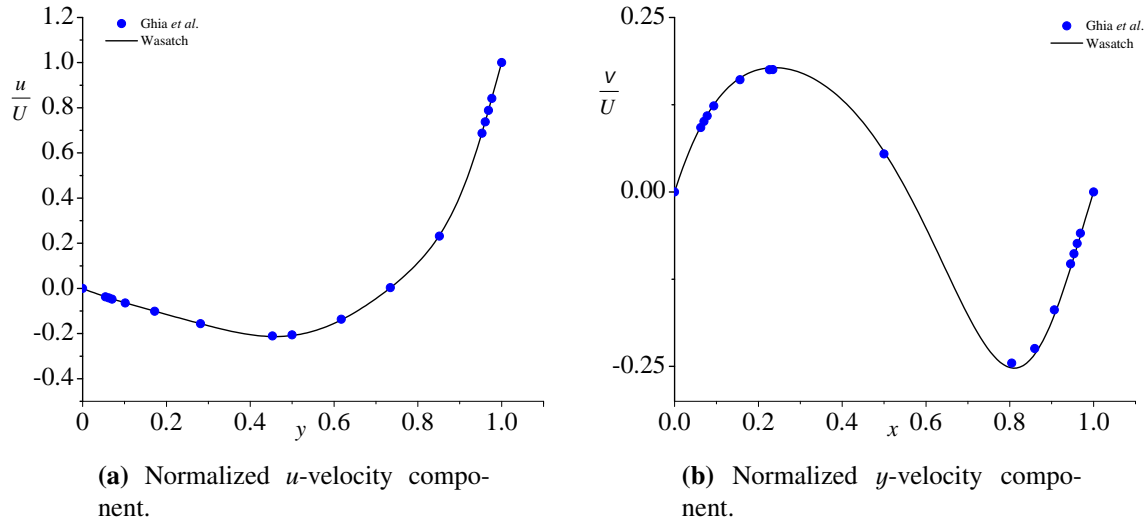 1.2
1.0
0.8
0.6
0.4
0.2
0.0
-0.2
-0.4
u
U
Ghia et al.
Wasatch
0.0 0.2 0.4 0.6 0.8 1.0
y
(a) Normalized u-velocity compo-
nent.
0.25
0.00
-0.25
v
U
Ghia et al.
Wasatch
0.0 0.2 0.4 0.6 0.8 1.0
x
(b) Normalized y-velocity compo-
nent.